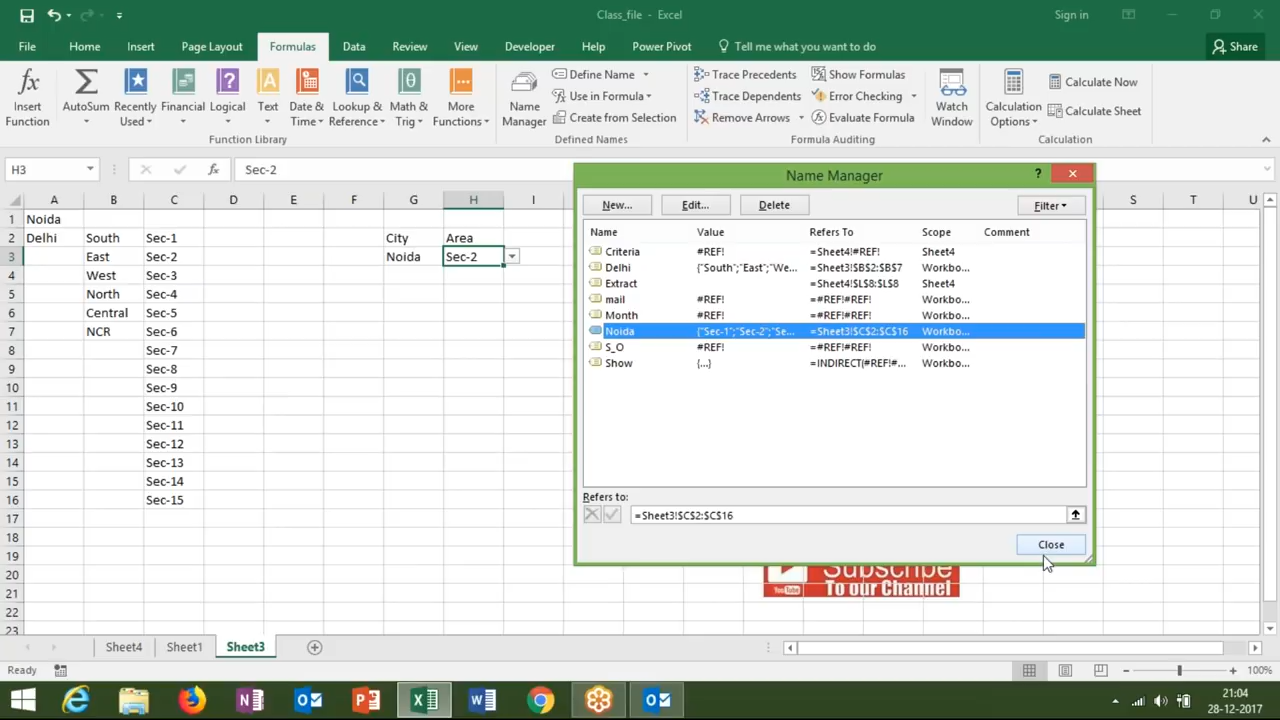 Class_file - Excel
Sign in
File Home Insert Page Layout Formulas Data Review View Developer Help Power Pivot Tell me what you want to do Share
Insert Function
AutoSum
Recently Used
Financial
Logical
Text
Date & Time
Lookup & Reference
Math & Trig
More Functions
Function Library
Name Manager
Define Name
Use in Formula
Create from Selection
Defined Names
Trace Precedents
Trace Dependents
Remove Arrows
Show Formulas
Error Checking
Evaluate Formula
Formula Auditing
Watch Window
Calculation Options
Calculate Now
Calculate Sheet
Calculation
H3 fx Sec-2
A B C D E F G H I S T U
1 Noida
2 Delhi South Sec-1 City Area
3 East Sec-2 Noida Sec-2
4 West Sec-3
5 North Sec-4
6 Central Sec-5
7 NCR Sec-6
8 Sec-7
9 Sec-8
10 Sec-9
11 Sec-10
12 Sec-11
13 Sec-12
14 Sec-13
15 Sec-14
16 Sec-15
17
18
19
20
21
22
23
Name Manager ?
New... Edit... Delete Filter
Name Value Refers To Scope Comment
Criteria #REF! =Sheet4!#REF! Sheet4
Delhi {"South";"East";"We... =Sheet3!$B$2:$B$7 Workbo...
Extract =Sheet4!$L$8:$L$8 Sheet4
mail #REF! =#REF!#REF! Workbo...
Month #REF! =#REF!#REF! Workbo...
Noida {"Sec-1";"Sec-2";"Se... =Sheet3!$C$2:$C$16 Workbo...
S_O #REF! =#REF!#REF! Workbo...
Show {...} =INDIRECT(#REF!#... Workbo...
Refers to:
=Sheet3!$C$2:$C$16
Close
Subscribe
YouTube To our Channel
Sheet4 Sheet1 Sheet3
Ready 100%
21:04
28-12-2017